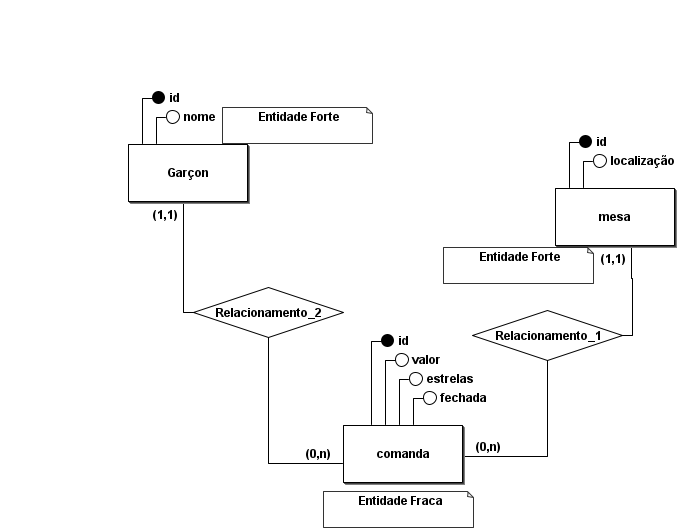 id
nome
Entidade Forte
Garçon
(1,1)
id
localização
mesa
Entidade Forte
(1,1)
Relacionamento_2
Relacionamento_1
id
valor
estrelas
fechada
(0,n)
comanda
(0,n)
Entidade Fraca